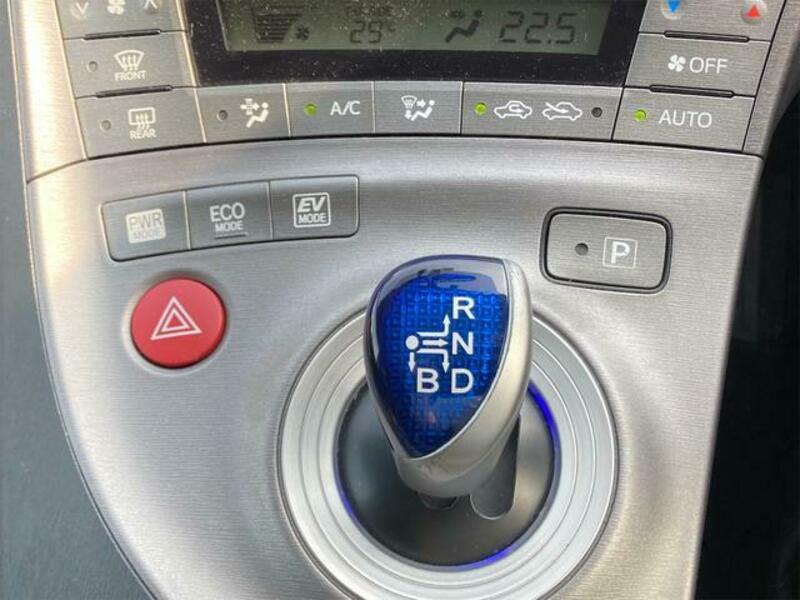 29°C
22.5
FRONT
OFF
REAR
A/C
AUTO
PWR
MODE
ECO
MODE
EV
MODE
P
R
N
B D